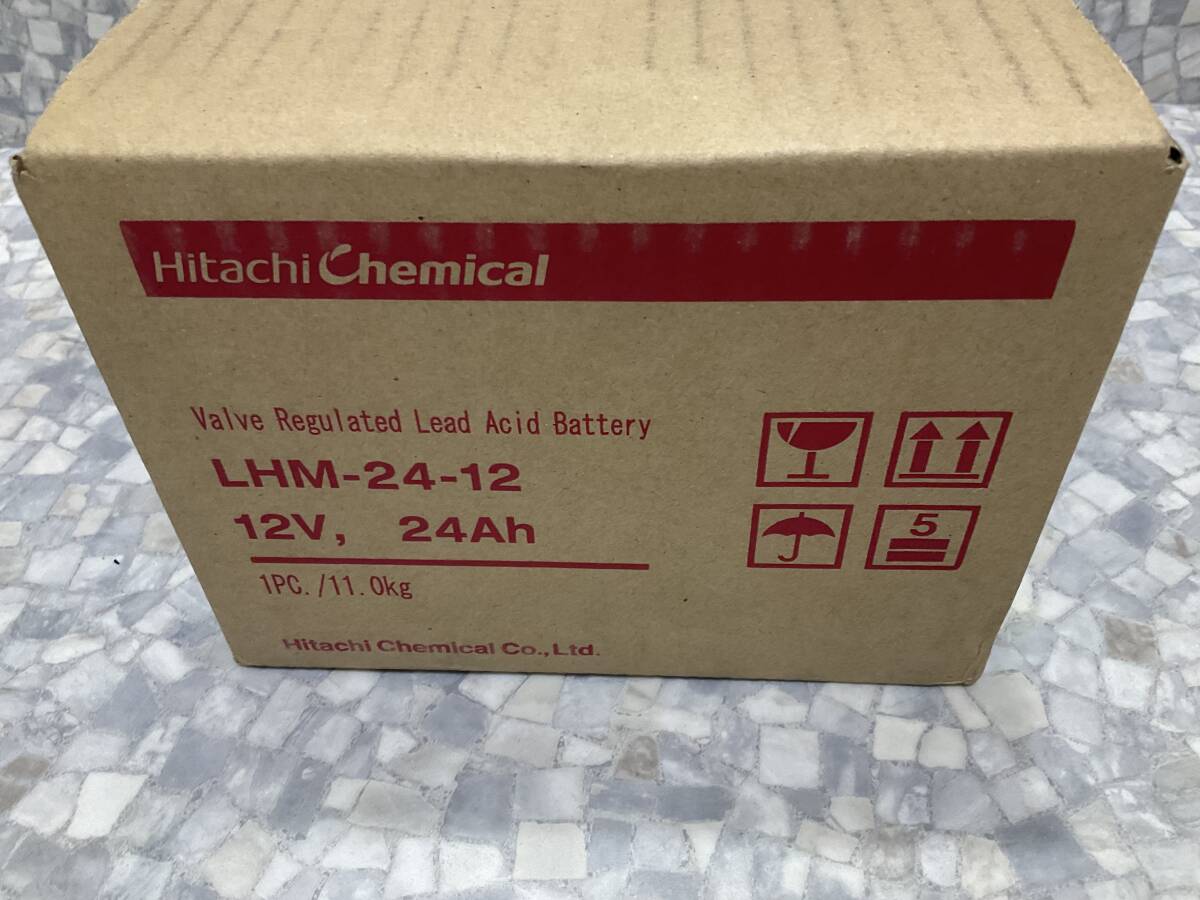 Hitachi Chemical
Valve Regulated Lead Acid Battery
LHM-24-12
12V, 24Ah
1PC./11.0kg
Hitachi Chemical Co.,Ltd.
5